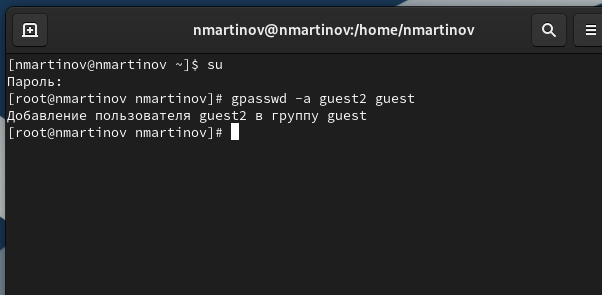 nmartinov@nmartinov:/home/nmartinov
[nmartinov@nmartinov ~]$ su
Пароль:
[root@nmartinov nmartinov]# gpasswd -a guest2 guest
Добавление пользователя guest2 в группу guest
[root@nmartinov nmartinov]#